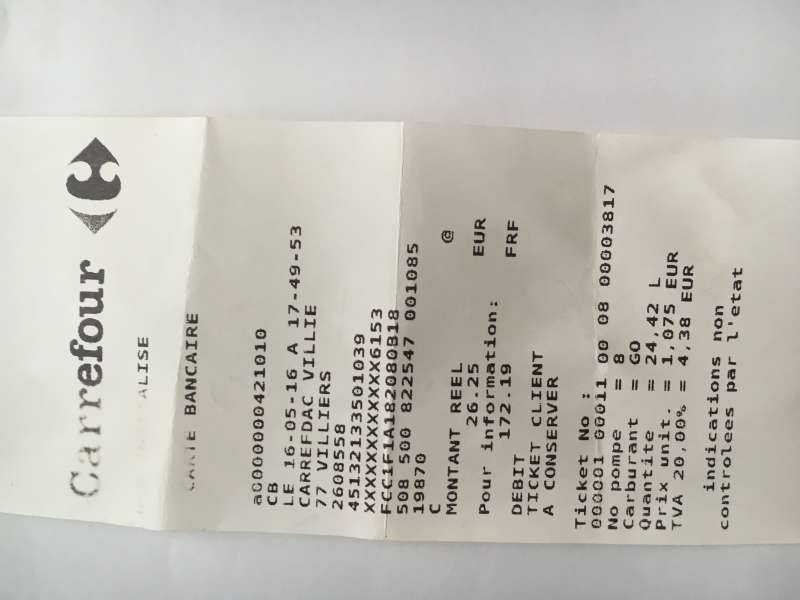 Carrefour
ALISE
CARTE BANCAIRE
a0000000421010
CB
LE 16-05-16 A 17-49-53
CARREFDAC VILLIE
77 VILLIERS
2608558
45132133501039
XXXXXXXXXXXX6153
FCC1F1A182080B18
508 500 822547 001085
19870
C @
MONTANT REEL
26.25 EUR
Pour information:
172.19 FRF
DEBIT
TICKET CLIENT
A CONSERVER
Ticket No :
000001 00011 00 08 00003817
No pompe = 8
Carburant = GO
Quantite = 24,42 L
Prix unit. = 1,075 EUR
TVA 20,00% = 4,38 EUR
indications non
controlees par l'etat